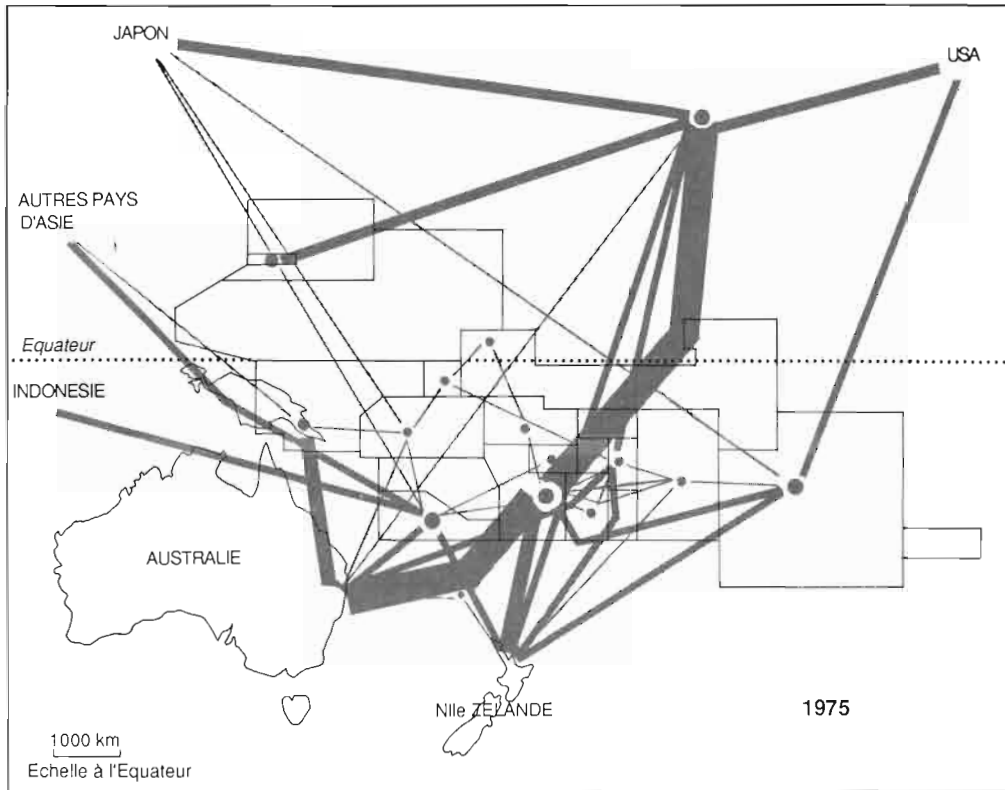 JAPON
USA
AUTRES PAYS
D'ASIE
Equateur
INDONESIE
AUSTRALIE
Nlle ZELANDE
1975
1000 km
Echelle à l'Equateur